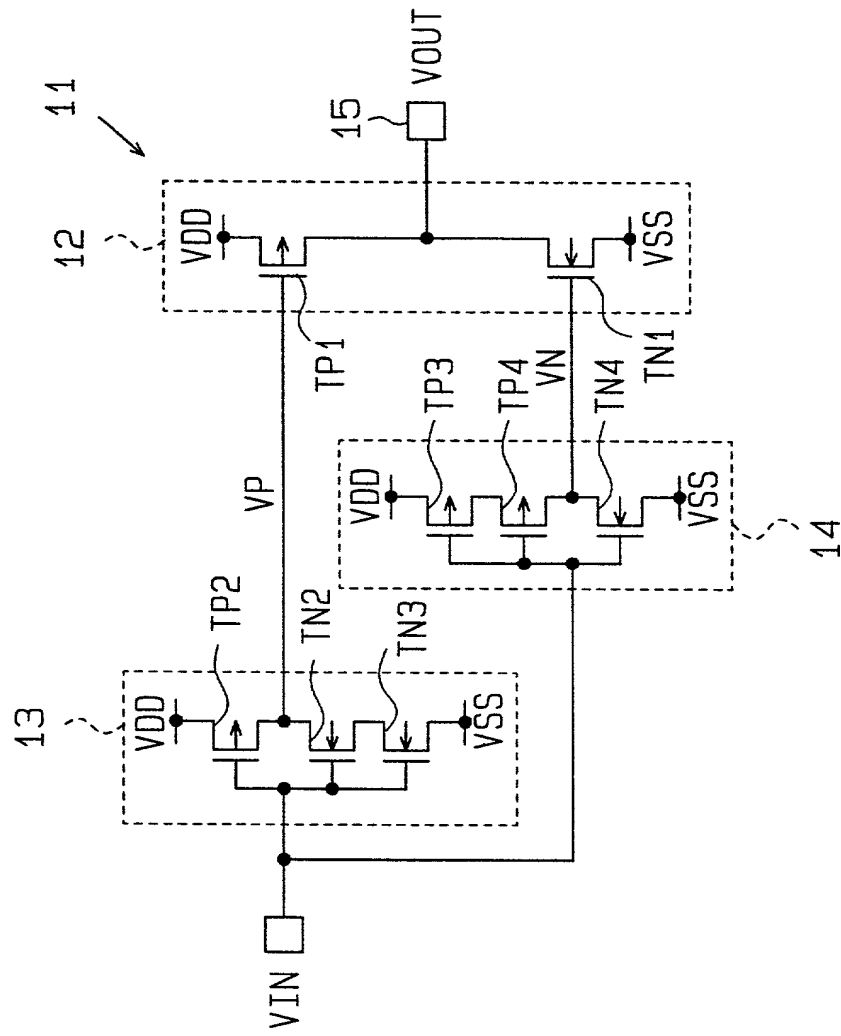 11
12
VDD
15
VOUT
TP1
VSS
TN1
VP
VDD
TP3
TP4
VN
TN4
VSS
14
13
VDD
TP2
TN2
TN3
VSS
VIN